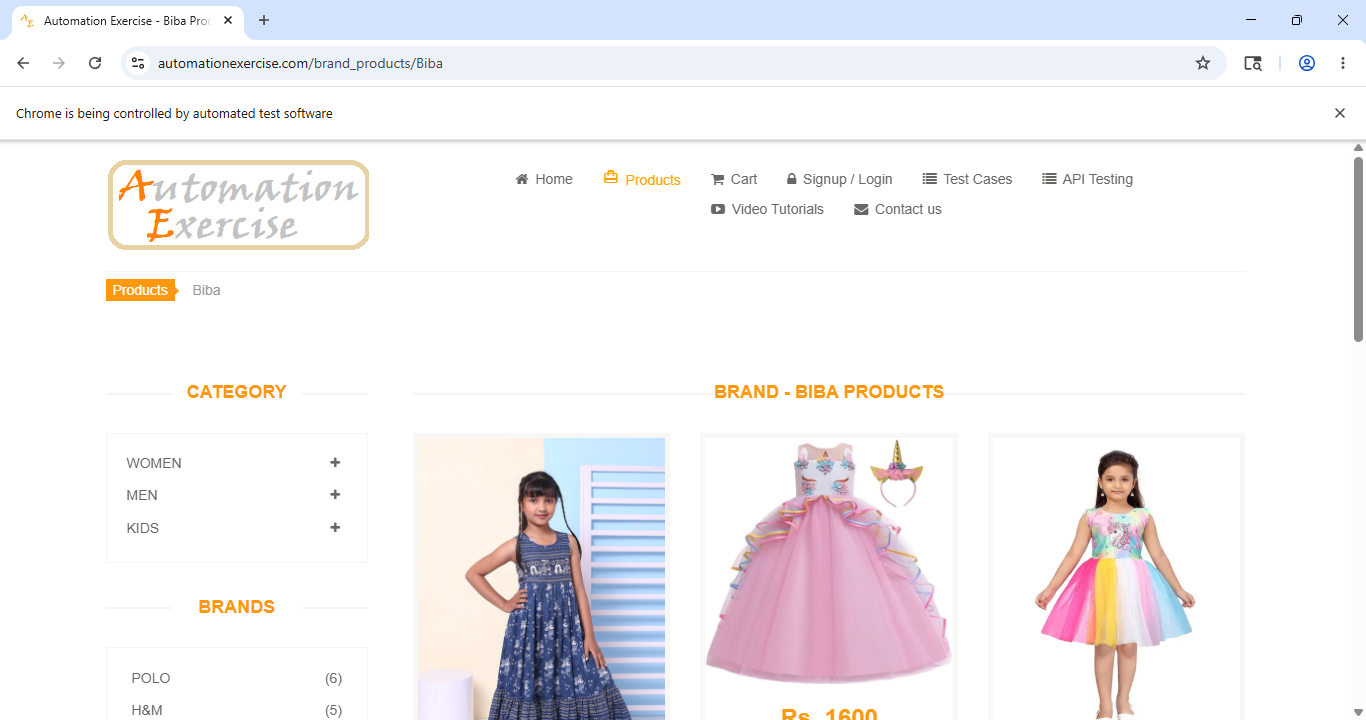 Automation Exercise - Biba Pro
automationexercise.com/brand_products/Biba
Chrome is being controlled by automated test software
Automation
Exercise
Home
Products
Cart
Signup / Login
Test Cases
API Testing
Video Tutorials
Contact us
Products
Biba
CATEGORY
WOMEN
MEN
KIDS
BRANDS
POLO (6)
H&M (5)
BRAND - BIBA PRODUCTS
Rs. 1600